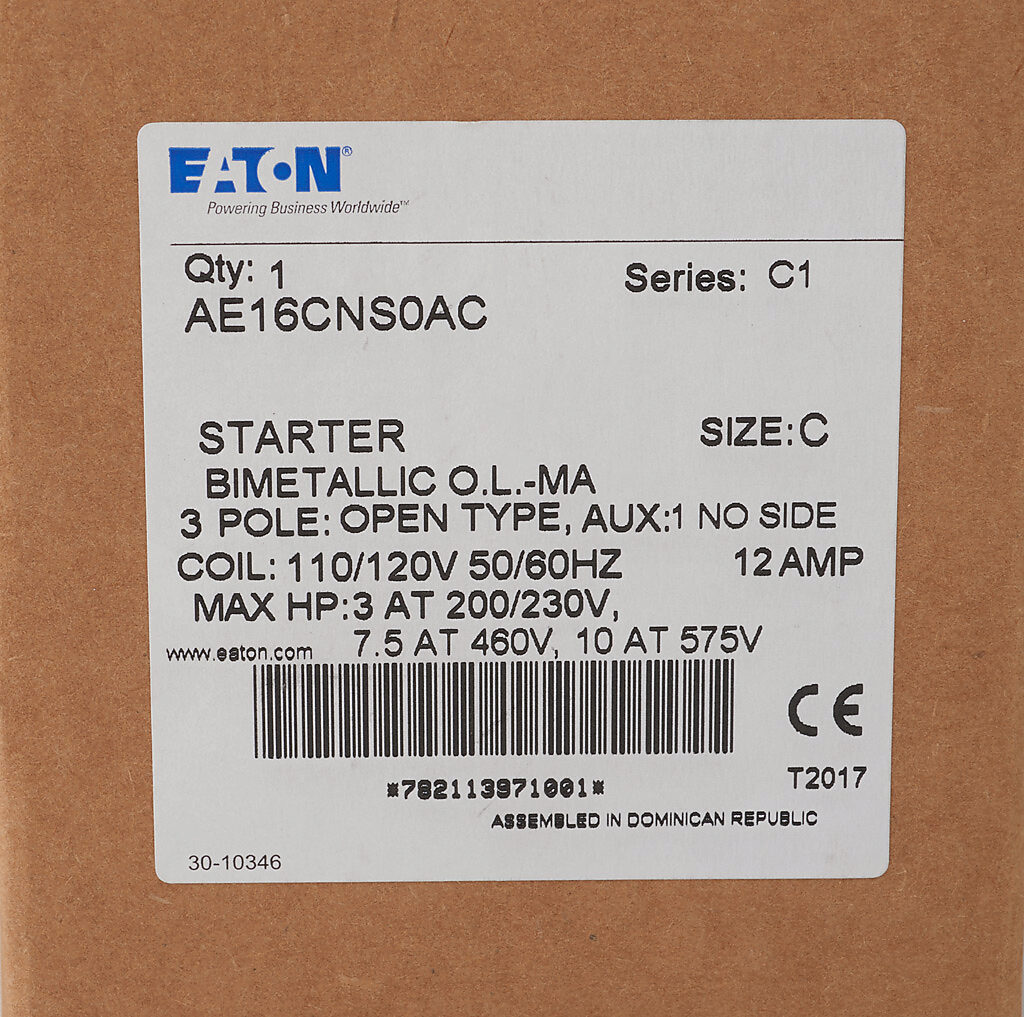 EATON®
Powering Business Worldwide™
Qty: 1 Series: C1
AE16CNS0AC
STARTER SIZE: C
BIMETALLIC O.L.-MA
3 POLE: OPEN TYPE, AUX:1 NO SIDE
COIL: 110/120V 50/60HZ 12 AMP
MAX HP:3 AT 200/230V,
7.5 AT 460V, 10 AT 575V
www.eaton.com
CE
*782113971001*
T2017
ASSEMBLED IN DOMINICAN REPUBLIC
30-10346